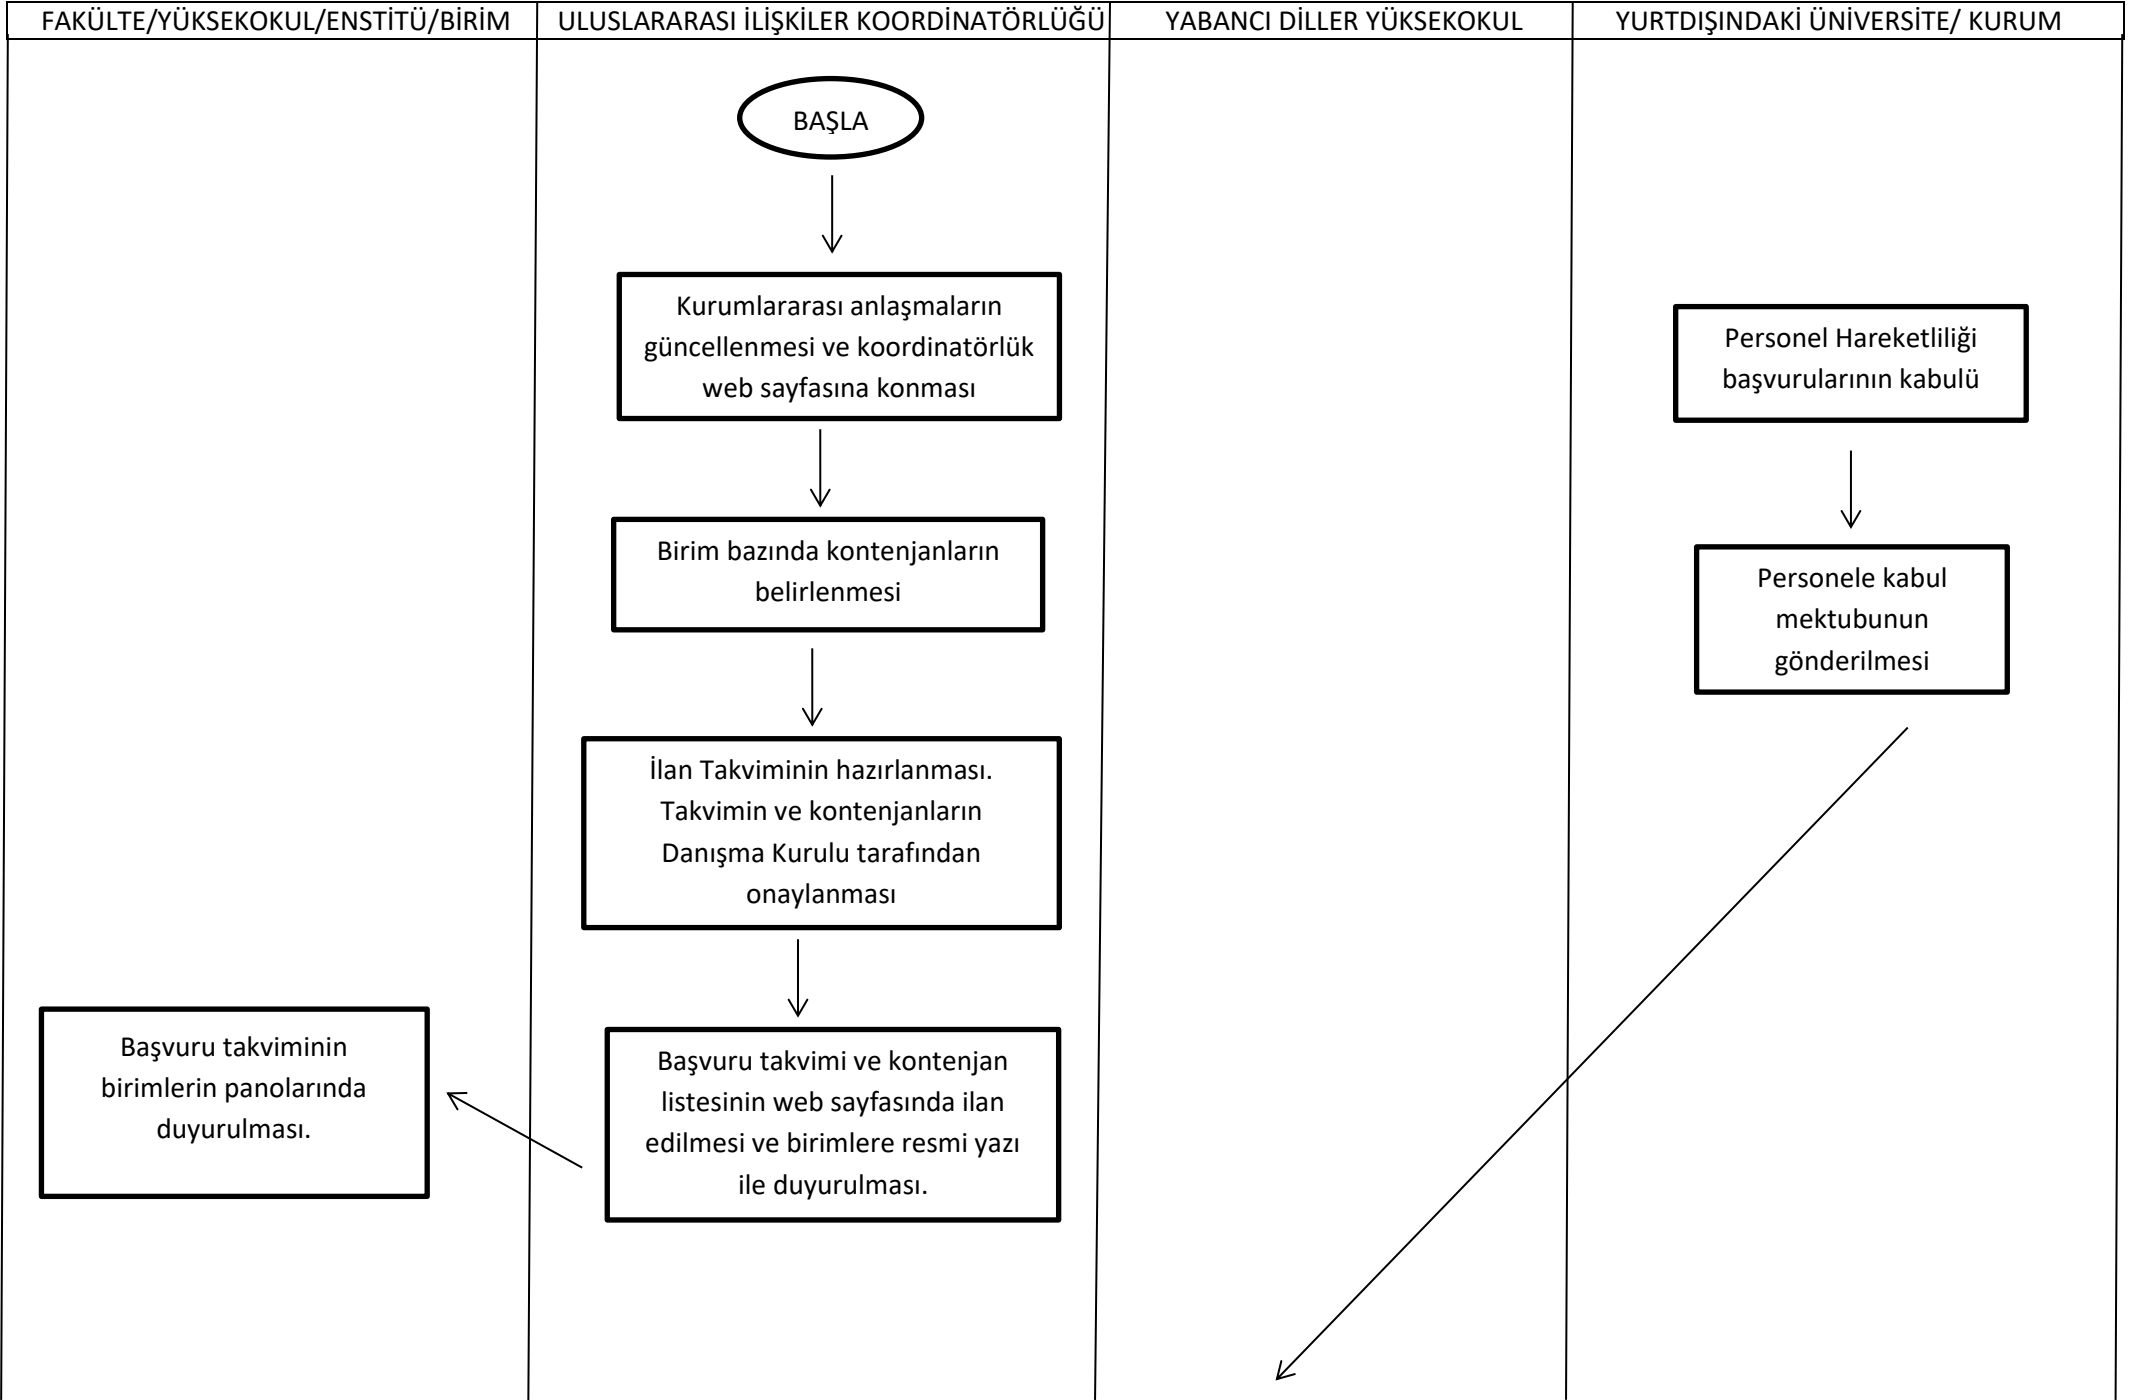 FAKÜLTE/YÜKSEKOKUL/ENSTİTÜ/BİRİM
ULUSLARARASI İLİŞKİLER KOORDİNATÖRLÜĞÜ
YABANCI DİLLER YÜKSEKOKUL
YURTDIŞINDAKİ ÜNİVERSİTE/ KURUM
BAŞLA
Kurumlararası anlaşmaların
güncellenmesi ve koordinatörlük
web sayfasına konması
Birim bazında kontenjanların
belirlenmesi
İlan Takviminin hazırlanması.
Takvimin ve kontenjanların
Danışma Kurulu tarafından
onaylanması
Başvuru takvimi ve kontenjan
listesinin web sayfasında ilan
edilmesi ve birimlere resmi yazı
ile duyurulması.
Başvuru takviminin
birimlerin panolarında
duyurulması.
Personel Hareketliliği
başvurularının kabulü
Personele kabul
mektubunun
gönderilmesi